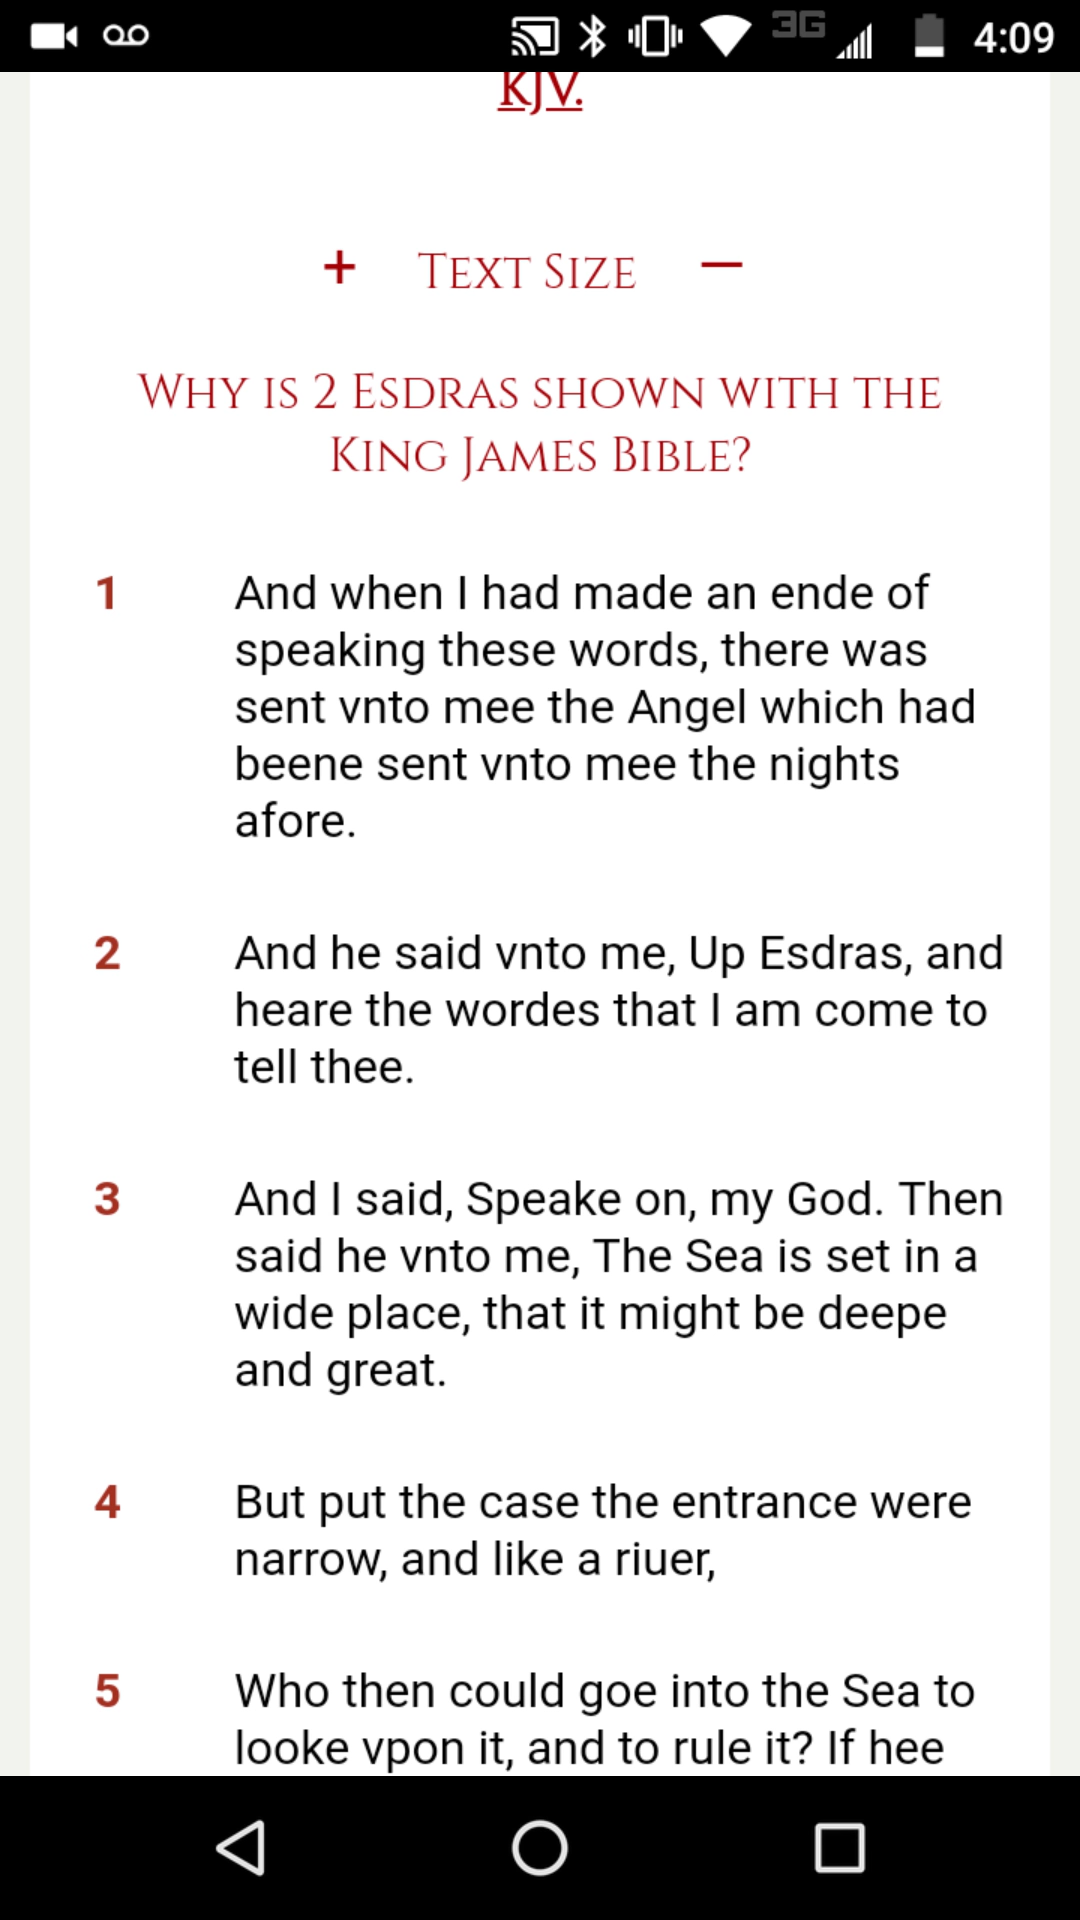 3G 4:09
KJV.
+ Text Size −
Why is 2 Esdras shown with the
King James Bible?
1 And when I had made an ende of
speaking these words, there was
sent vnto mee the Angel which had
beene sent vnto mee the nights
afore.
2 And he said vnto me, Up Esdras, and
heare the wordes that I am come to
tell thee.
3 And I said, Speake on, my God. Then
said he vnto me, The Sea is set in a
wide place, that it might be deepe
and great.
4 But put the case the entrance were
narrow, and like a riuer,
5 Who then could goe into the Sea to
looke vpon it, and to rule it? If hee